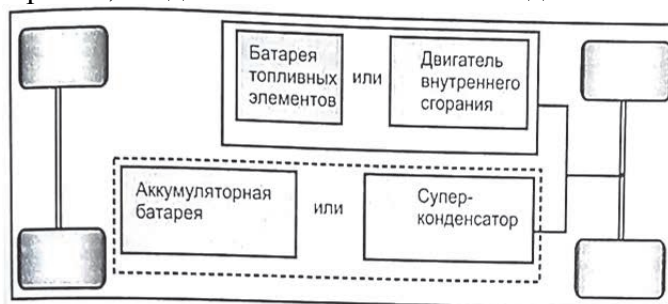 Батарея
топливных
элементов
или
Двигатель
внутреннего
сгорания
Аккумуляторная
батарея
или
Супер-
конденсатор